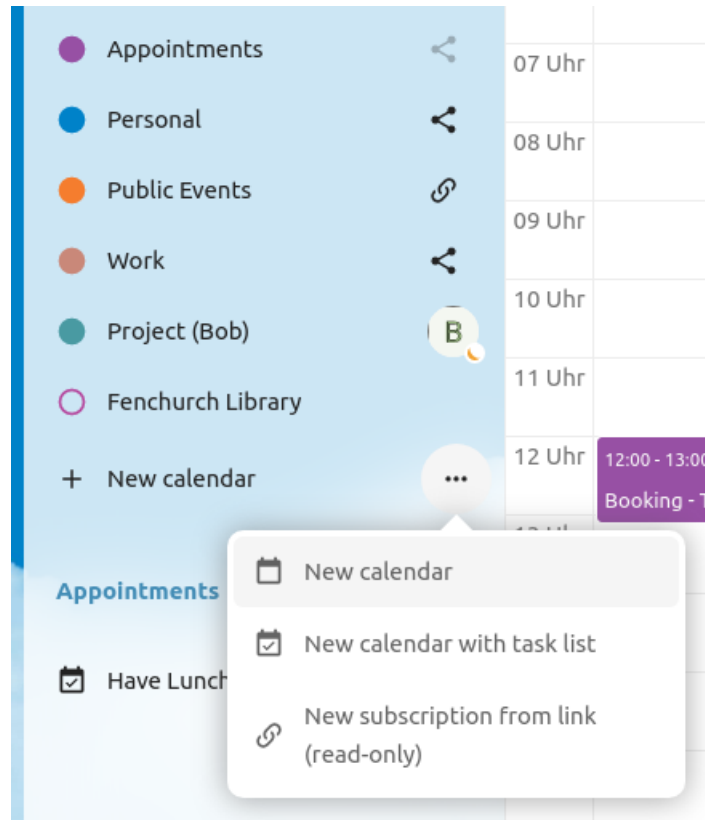 Appointments
Personal
Public Events
Work
Project (Bob)
B
Fenchurch Library
New calendar
07 Uhr
08 Uhr
09 Uhr
10 Uhr
11 Uhr
12 Uhr
12:00 - 13:00
Booking -
New calendar
New calendar with task list
New subscription from link
(read-only)
Appointments
Have Lunch